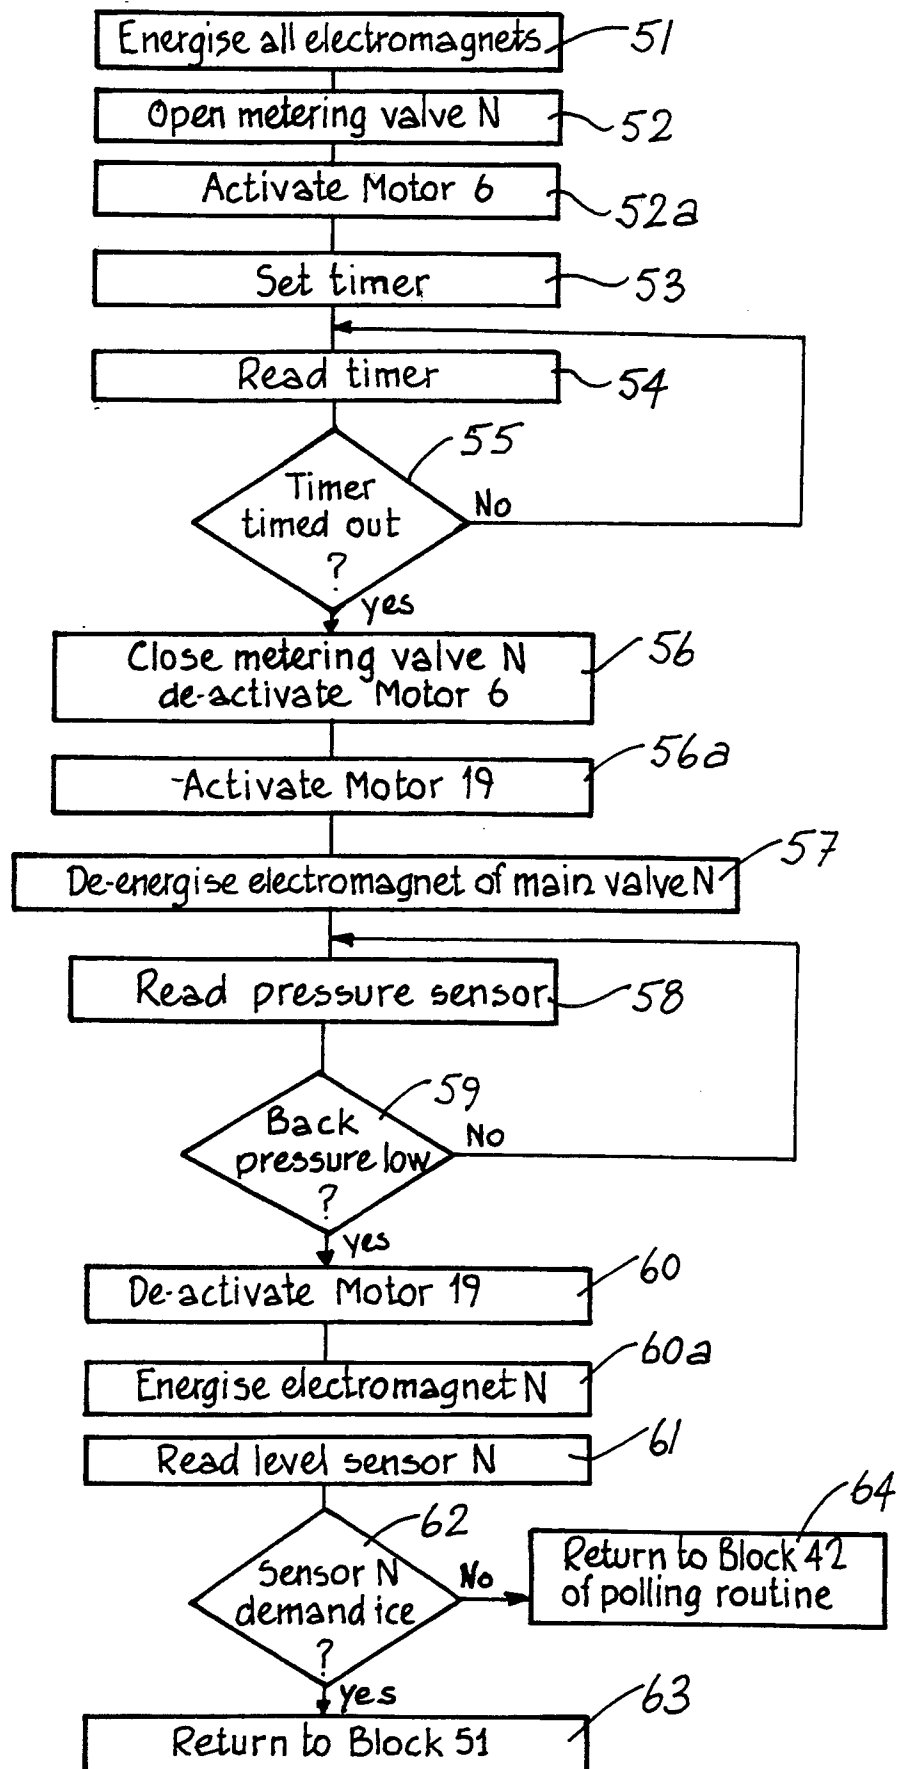 Energise all electromagnets 51
Open metering valve N 52
Activate Motor 6 52a
Set timer 53
Read timer 54
55
Timer
timed out
?
No
yes
Close metering valve N
de-activate Motor 6
56
Activate Motor 19 56a
De-energise electromagnet of main valve N 57
Read pressure sensor 58
59
Back
pressure low
?
No
yes
De-activate Motor 19 60
Energise electromagnet N 60a
Read level sensor N 61
62
Sensor N
demand ice
?
No
64
Return to Block 42
of polling routine
yes
Return to Block 51 63